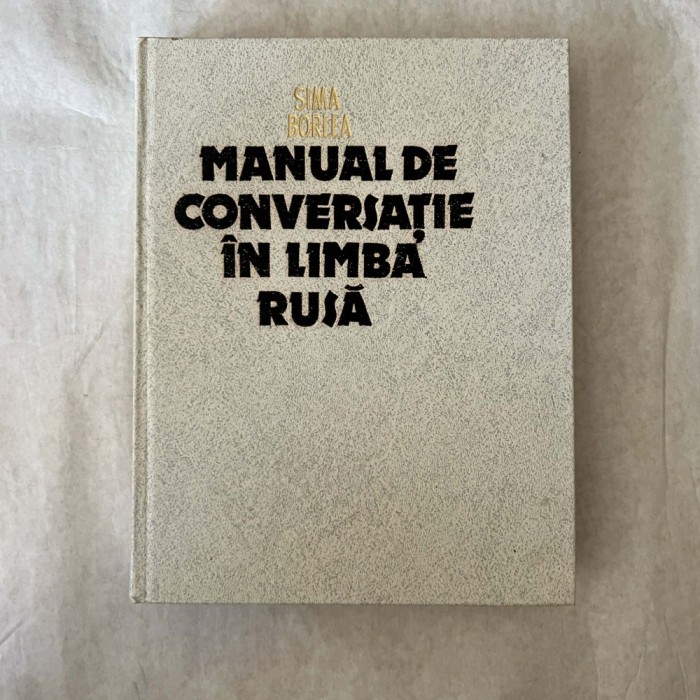 SIMA
BORLEA
MANUAL DE
CONVERSAȚIE
ÎN LIMBA
RUSĂ